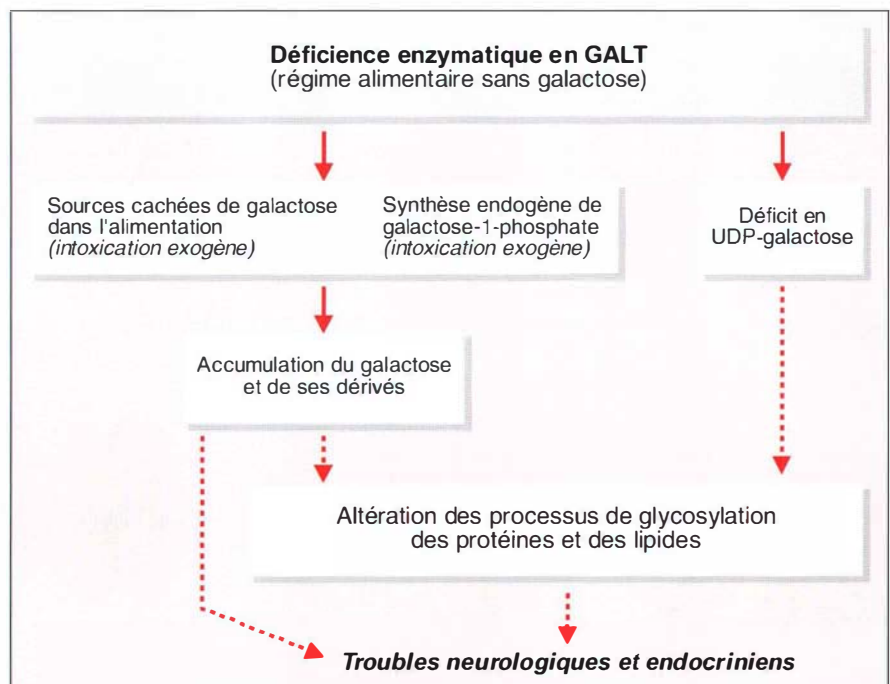 Déficience enzymatique en GALT
(régime alimentaire sans galactose)
Sources cachées de galactose
dans l'alimentation
(intoxication exogène)
Synthèse endogène de
galactose-1-phosphate
(intoxication exogène)
Déficit en
UDP-galactose
Accumulation du galactose
et de ses dérivés
Altération des processus de glycosylation
des protéines et des lipides
Troubles neurologiques et endocriniens